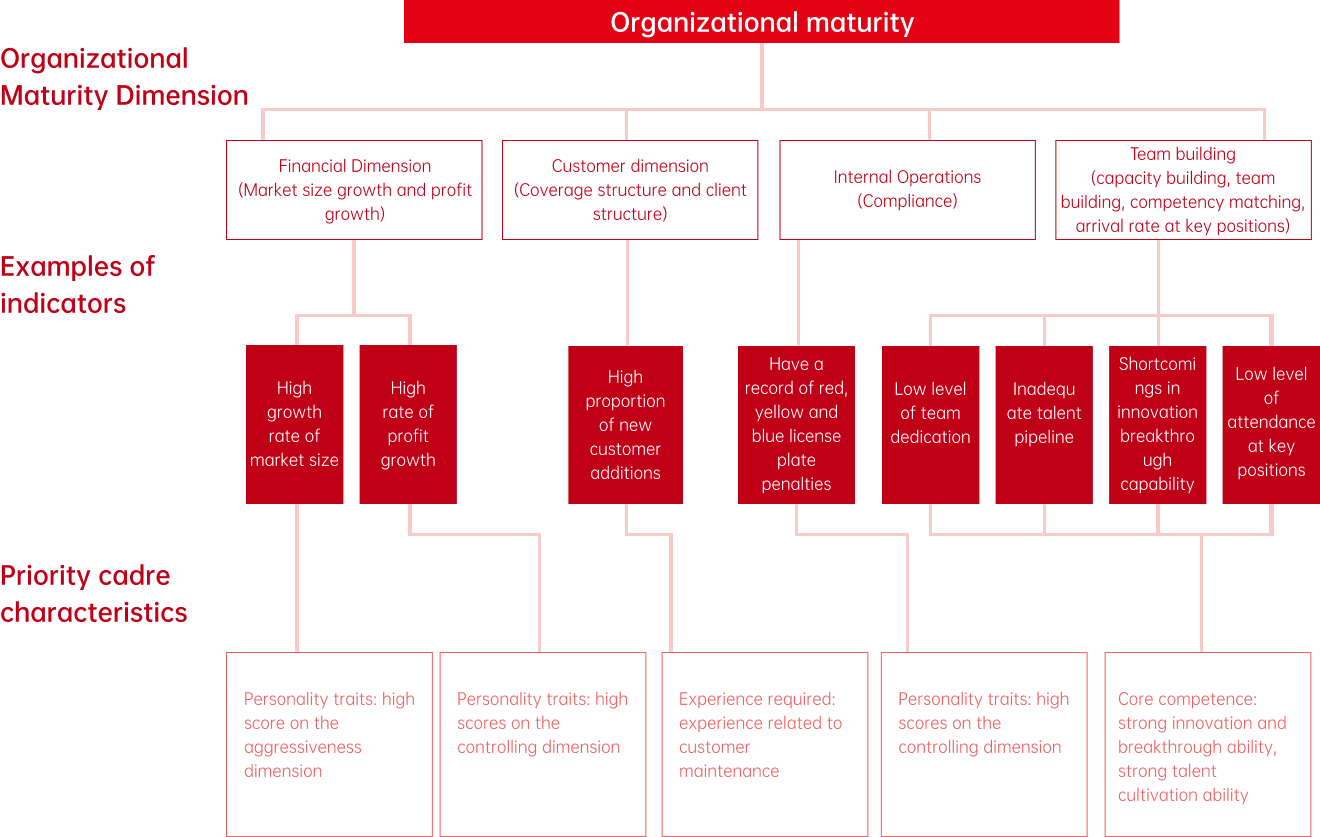 Organizational maturity
Organizational
Maturity Dimension
Financial Dimension
(Market size growth and profit
growth)
Customer dimension
(Coverage structure and client
structure)
Internal Operations
(Compliance)
Team building
(capacity building, team
building, competency matching,
arrival rate at key positions)
Examples of
indicators
High
growth
rate of
market size
High
rate of
profit
growth
High
proportion
of new
customer
additions
Have a
record of red,
yellow and
blue license
plate
penalties
Low level
of team
dedication
Inadequ
ate talent
pipeline
Shortcomi
ngs in
innovation
breakthro
ugh
capability
Low level
of
attendance
at key
positions
Priority cadre
characteristics
Personality traits: high
score on the
aggressiveness
dimension
Personality traits: high
scores on the
controlling dimension
Experience required:
experience related to
customer
maintenance
Personality traits: high
scores on the
controlling dimension
Core competence:
strong innovation and
breakthrough ability,
strong talent
cultivation ability